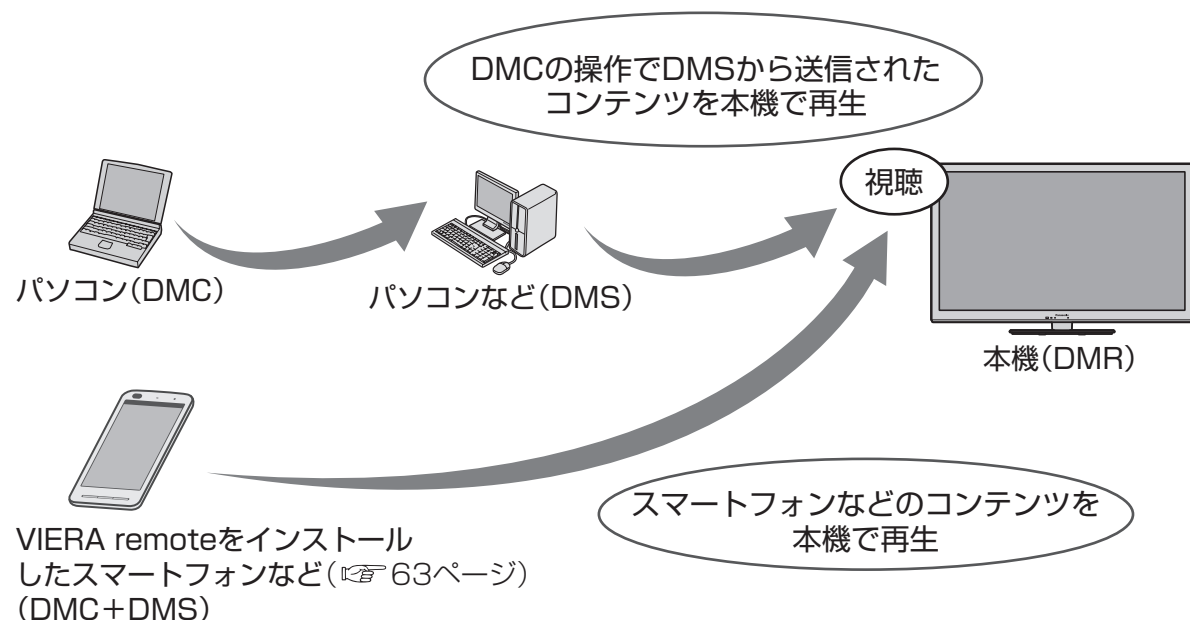 DMCの操作でDMSから送信された
コンテンツを本機で再生
視聴
パソコン(DMC)
パソコンなど(DMS)
本機(DMR)
スマートフォンなどのコンテンツを
本機で再生
VIERA remoteをインストール
したスマートフォンなど(☞63ページ)
(DMC+DMS)